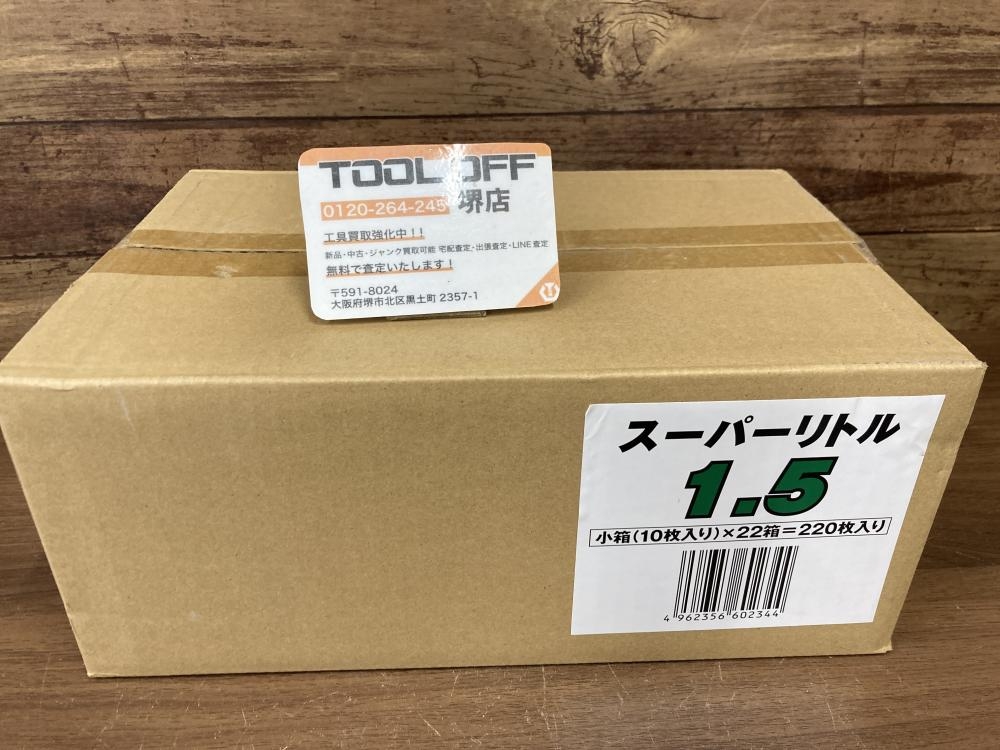 TOOL OFF
0120-264-245 堺店
工具買取強化中！！
新品・中古・ジャンク買取可能 宅配査定・出張査定・LINE査定
無料で査定いたします！
〒591-8024
大阪府堺市北区黒土町 2357-1
スーパーリトル
1.5
小箱(10枚入り)×22箱=220枚入り
4 962356 602344